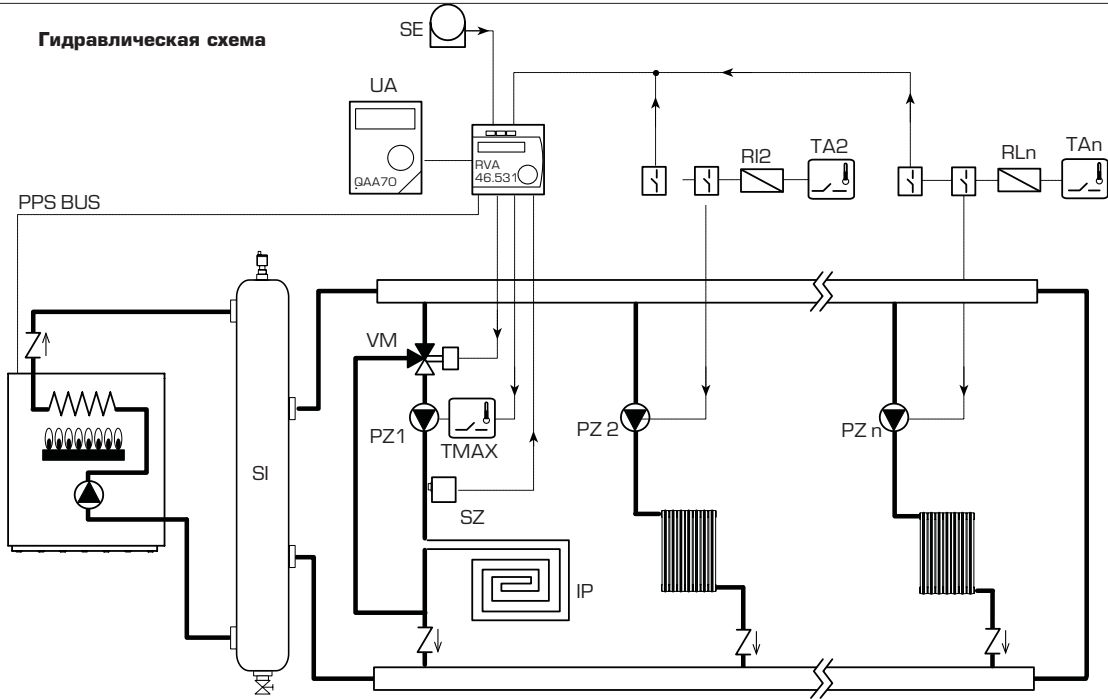 Гидравлическая схема
SE
UA
QAA70
RVA
46.531
RI2
TA2
RLn
TAn
PPS BUS
VM
PZ1
TMAX
PZ 2
PZ n
SI
SZ
IP